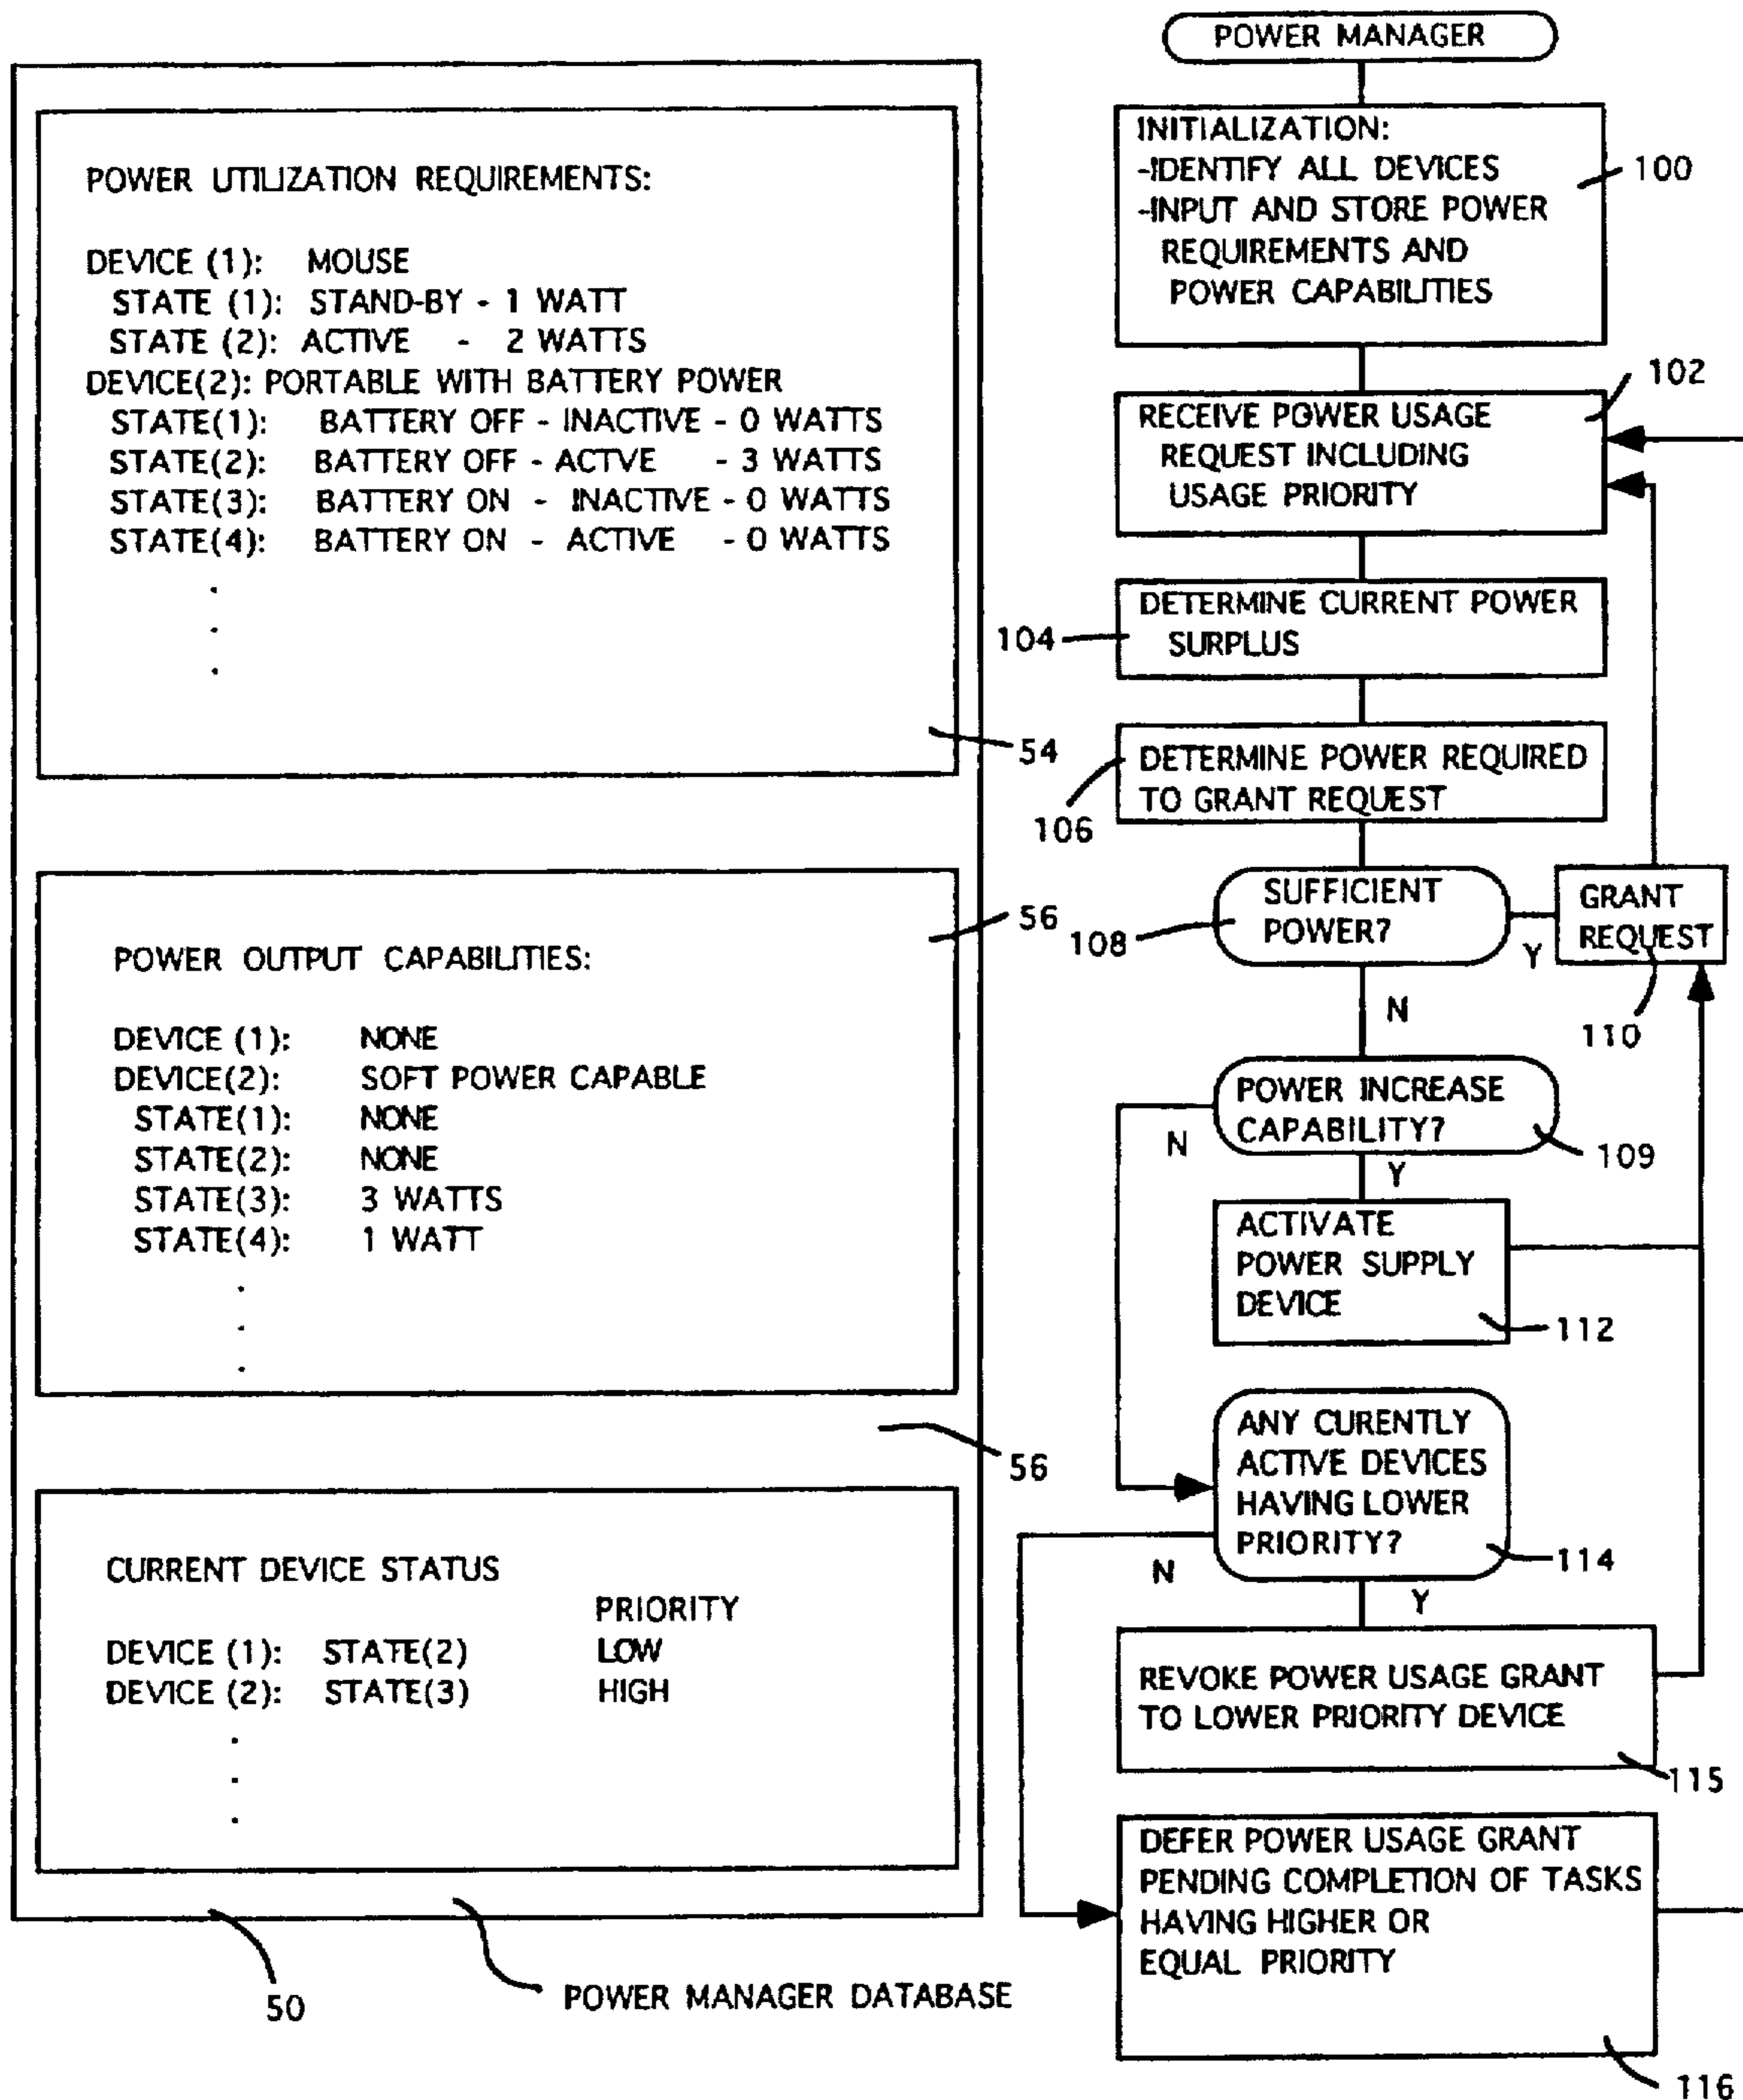 POWER UTILIZATION REQUIREMENTS:
DEVICE (1): MOUSE
STATE (1): STAND-BY - 1 WATT
STATE (2): ACTIVE - 2 WATTS
DEVICE(2): PORTABLE WITH BATTERY POWER
STATE(1): BATTERY OFF - INACTIVE - 0 WATTS
STATE(2): BATTERY OFF - ACTVE - 3 WATTS
STATE(3): BATTERY ON - INACTIVE - 0 WATTS
STATE(4): BATTERY ON - ACTIVE - 0 WATTS
.
.
.
54
POWER OUTPUT CAPABILITIES:
56
DEVICE (1): NONE
DEVICE(2): SOFT POWER CAPABLE
STATE(1): NONE
STATE(2): NONE
STATE(3): 3 WATTS
STATE(4): 1 WATT
.
.
.
56
CURRENT DEVICE STATUS
PRIORITY
DEVICE (1): STATE(2) LOW
DEVICE (2): STATE(3) HIGH
.
.
.
50
POWER MANAGER DATABASE
POWER MANAGER
INITIALIZATION:
-IDENTIFY ALL DEVICES
-INPUT AND STORE POWER
REQUIREMENTS AND
POWER CAPABILITIES
100
102
RECEIVE POWER USAGE
REQUEST INCLUDING
USAGE PRIORITY
DETERMINE CURRENT POWER
SURPLUS
104
DETERMINE POWER REQUIRED
TO GRANT REQUEST
106
SUFFICIENT
POWER?
108
Y
GRANT
REQUEST
110
N
POWER INCREASE
CAPABILITY?
109
N
Y
ACTIVATE
POWER SUPPLY
DEVICE
112
ANY CURENTLY
ACTIVE DEVICES
HAVING LOWER
PRIORITY?
114
N
Y
REVOKE POWER USAGE GRANT
TO LOWER PRIORITY DEVICE
115
DEFER POWER USAGE GRANT
PENDING COMPLETION OF TASKS
HAVING HIGHER OR
EQUAL PRIORITY
116